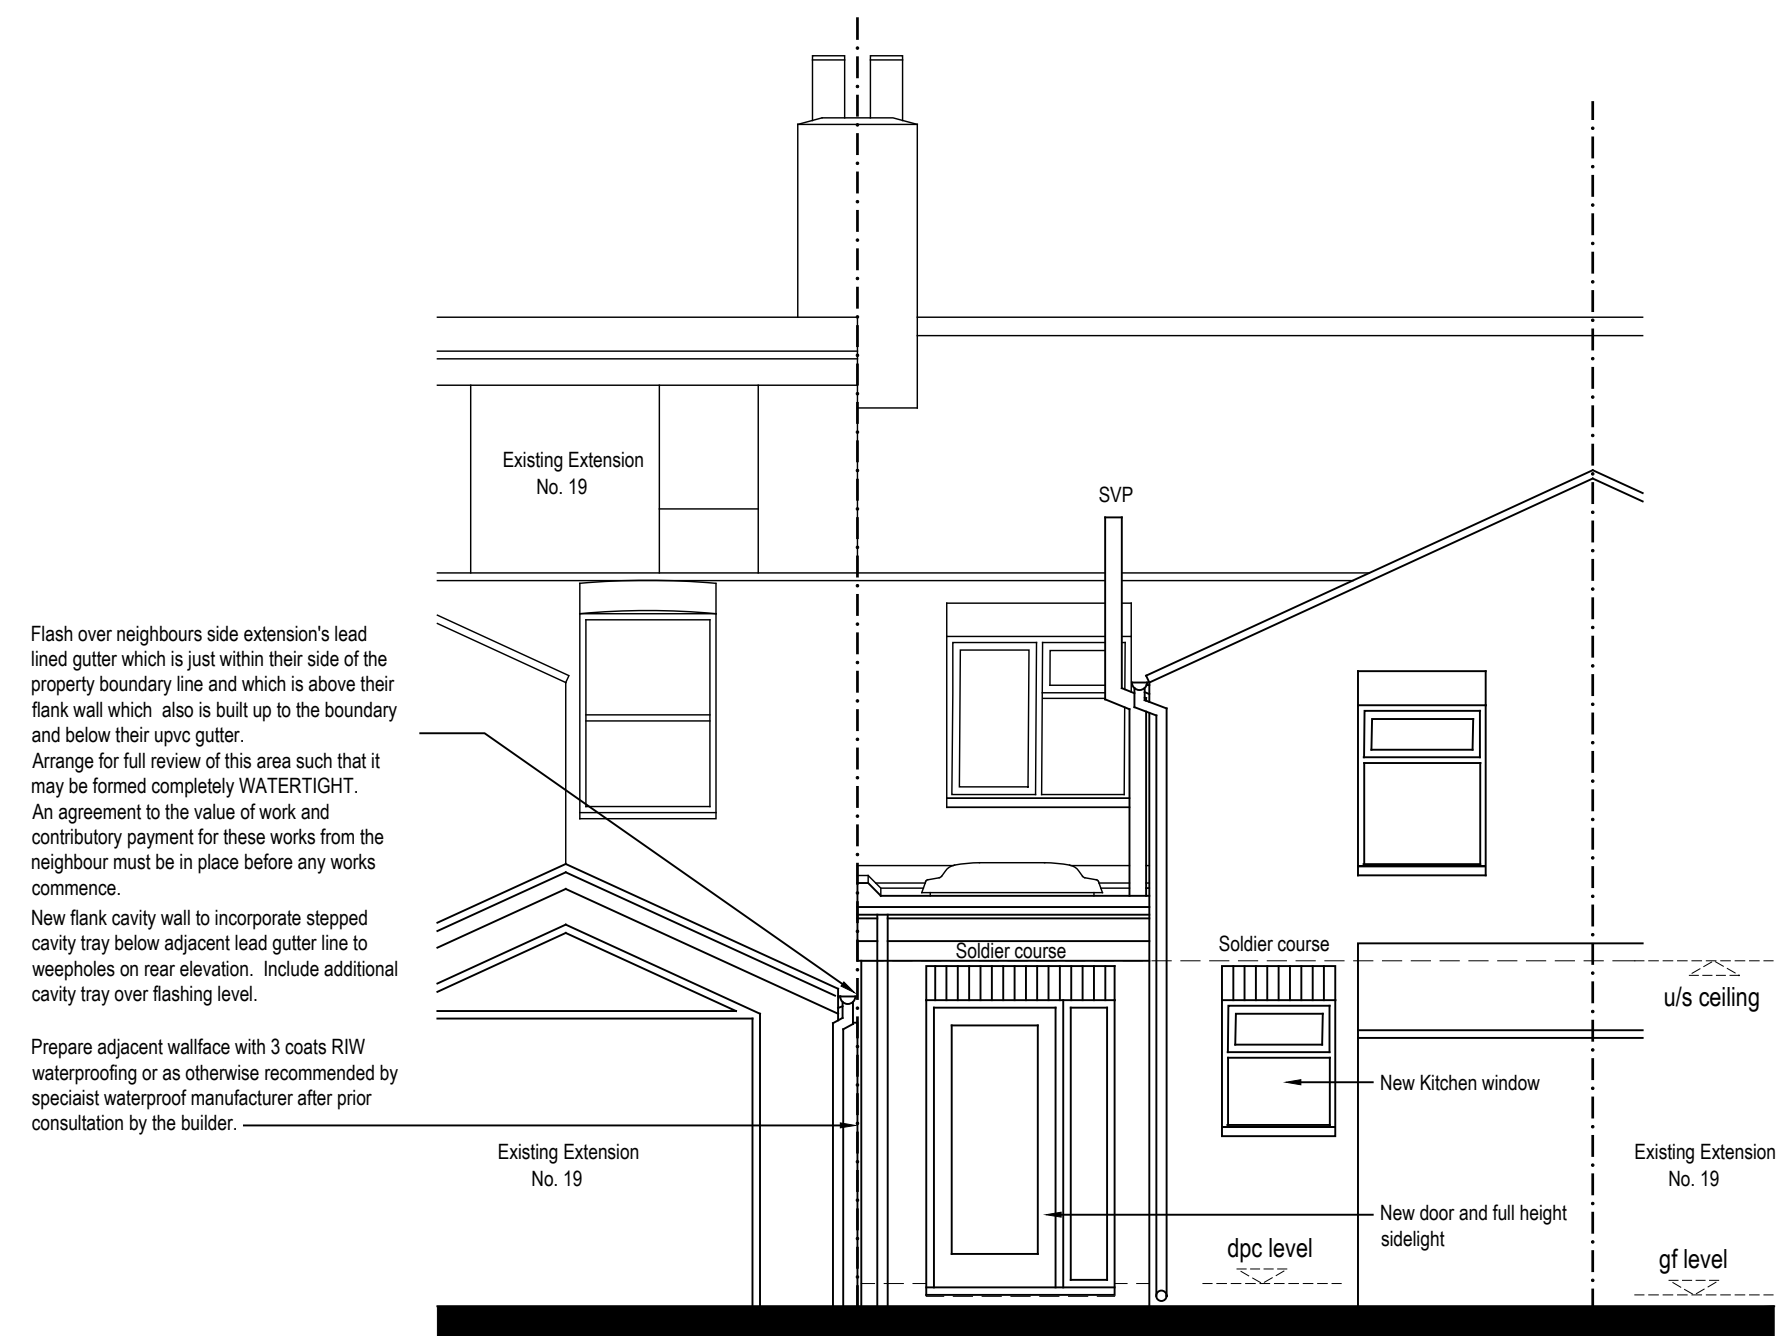 Existing Extension
No. 19
SVP
Flash over neighbours side extension's lead
lined gutter which is just within their side of the
property boundary line and which is above their
flank wall which also is built up to the boundary
and below their upvc gutter.
Arrange for full review of this area such that it
may be formed completely WATERTIGHT.
An agreement to the value of work and
contributory payment for these works from the
neighbour must be in place before any works
commence.
New flank cavity wall to incorporate stepped
cavity tray below adjacent lead gutter line to
weepholes on rear elevation. Include additional
cavity tray over flashing level.
Prepare adjacent wallface with 3 coats RIW
waterproofing or as otherwise recommended by
speciaist waterproof manufacturer after prior
consultation by the builder.
Soldier course
Soldier course
u/s ceiling
New Kitchen window
Existing Extension
No. 19
Existing Extension
No. 19
New door and full height
sidelight
dpc level
gf level